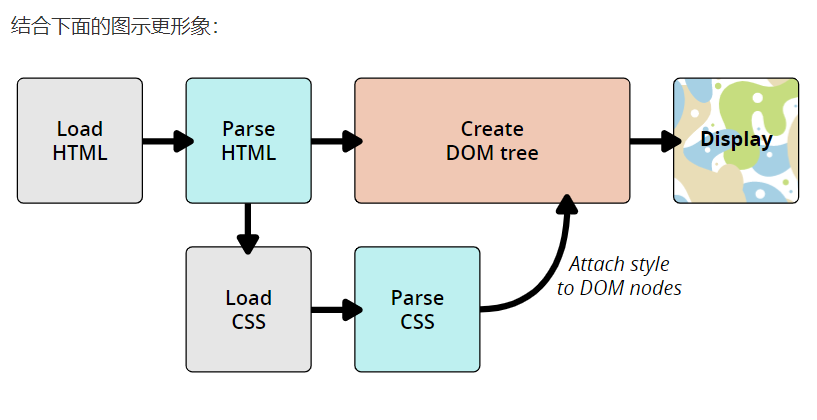 结合下面的图示更形象：
Load
HTML
Parse
HTML
Create
DOM tree
Display
Load
CSS
Parse
CSS
Attach style
to DOM nodes